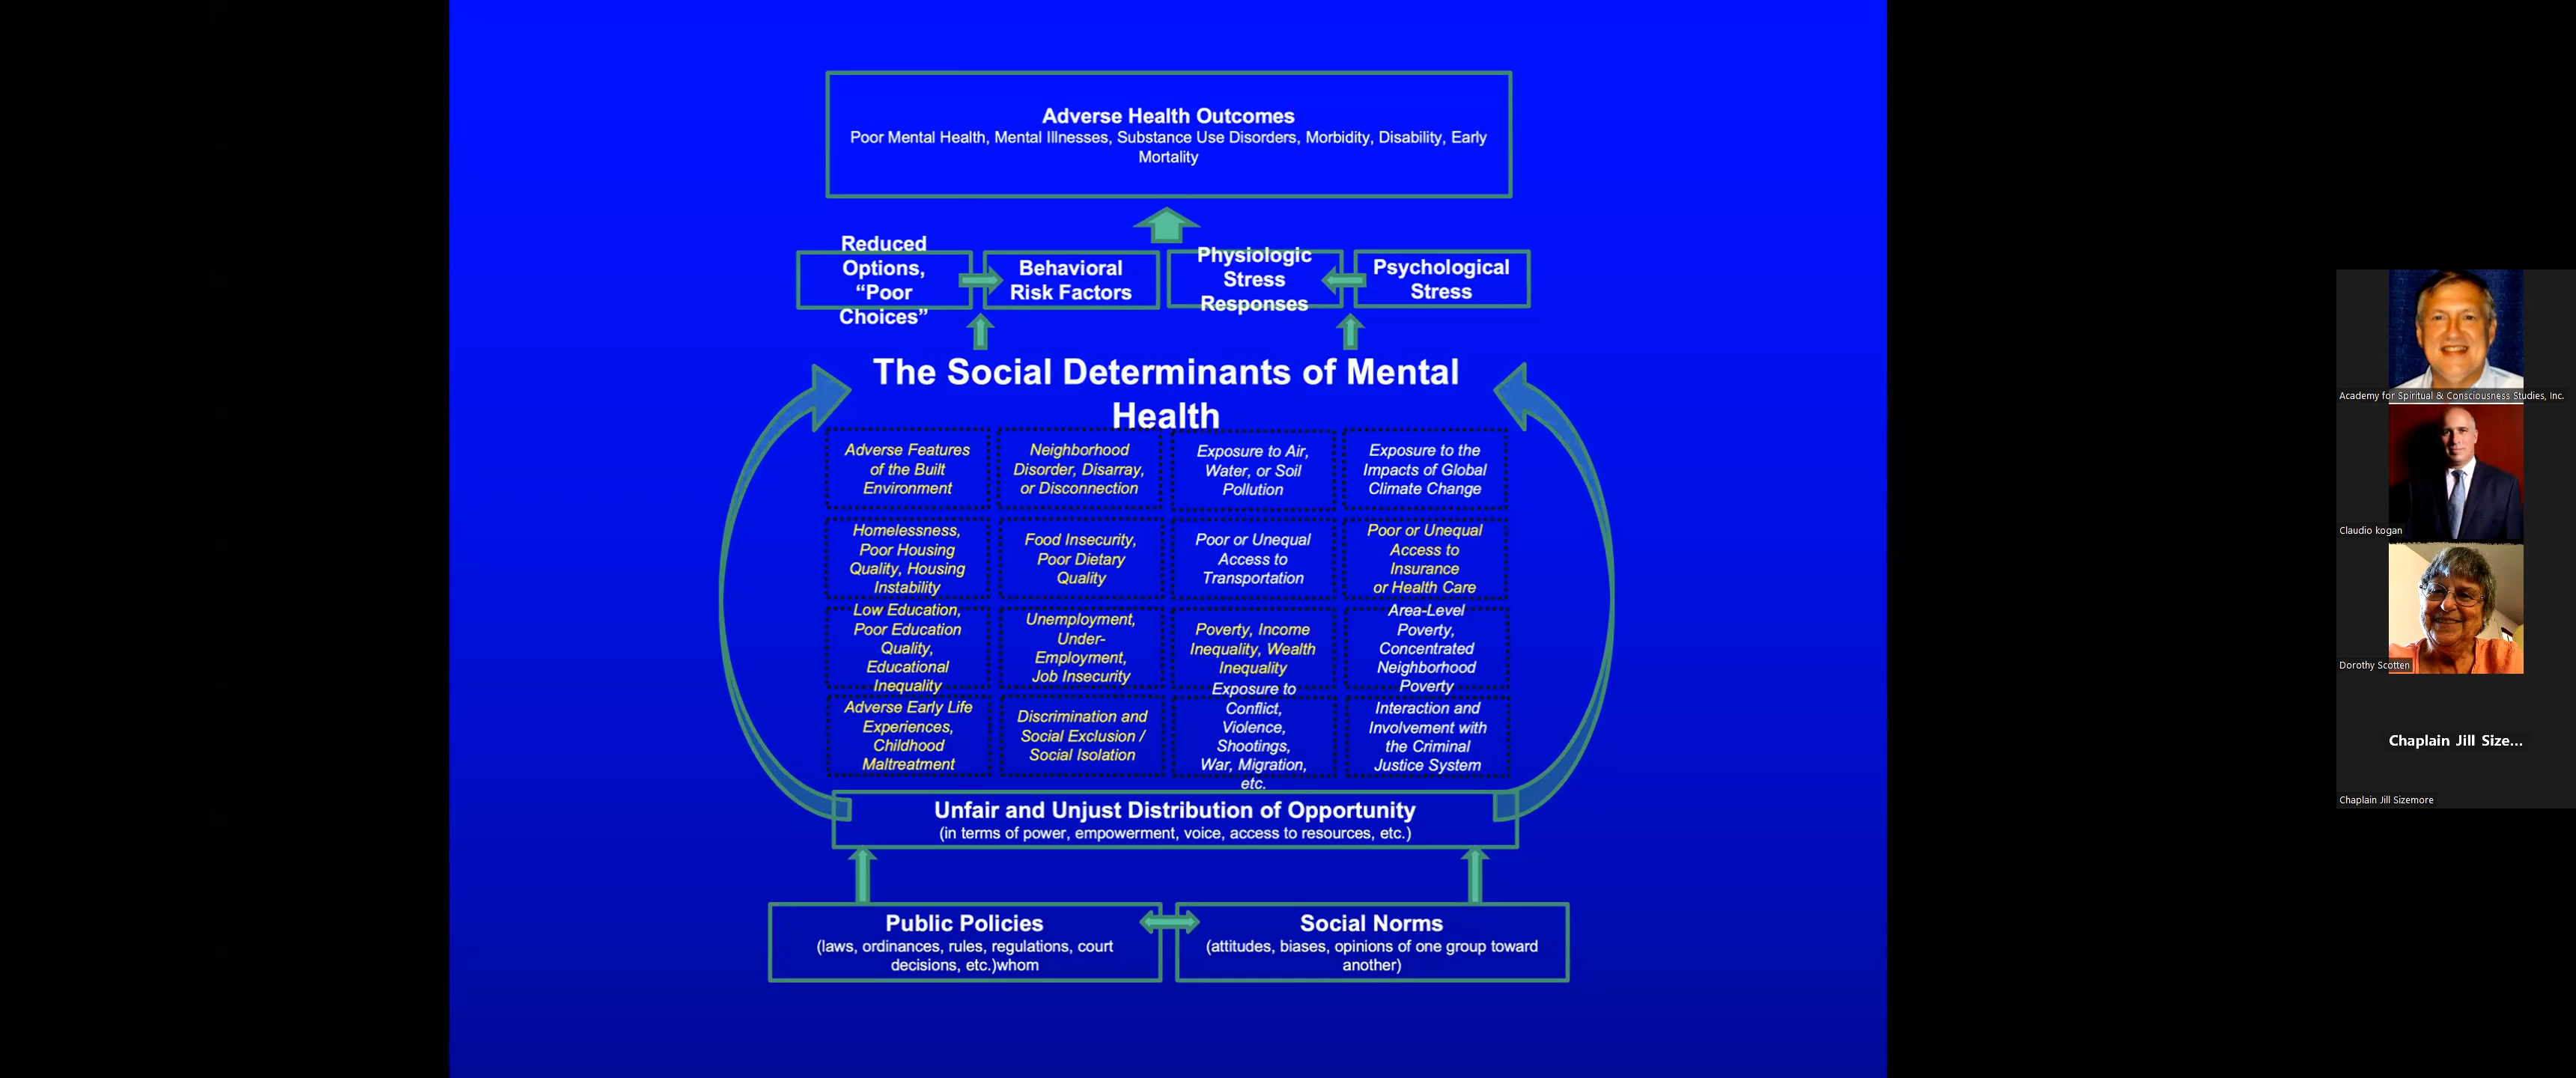 Adverse Health Outcomes
Poor Mental Health, Mental Illnesses, Substance Use Disorders, Morbidity, Disability, Early
Mortality
Reduced
Options,
“Poor
Choices”
Behavioral
Risk Factors
Physiologic
Stress
Responses
Psychological
Stress
The Social Determinants of Mental
Health
Adverse Features
of the Built
Environment
Neighborhood
Disorder, Disarray,
or Disconnection
Exposure to Air,
Water, or Soil
Pollution
Exposure to the
Impacts of Global
Climate Change
Homelessness,
Poor Housing
Quality, Housing
Instability
Food Insecurity,
Poor Dietary
Quality
Poor or Unequal
Access to
Transportation
Poor or Unequal
Access to
Insurance
or Health Care
Low Education,
Poor Education
Quality,
Educational
Inequality
Unemployment,
Under-
Employment,
Job Insecurity
Poverty, Income
Inequality, Wealth
Inequality
Area-Level
Poverty,
Concentrated
Neighborhood
Poverty
Adverse Early Life
Experiences,
Childhood
Maltreatment
Discrimination and
Social Exclusion /
Social Isolation
Exposure to
Conflict,
Violence,
Shootings,
War, Migration,
etc.
Interaction and
Involvement with
the Criminal
Justice System
Unfair and Unjust Distribution of Opportunity
(in terms of power, empowerment, voice, access to resources, etc.)
Public Policies
(laws, ordinances, rules, regulations, court
decisions, etc.)whom
Social Norms
(attitudes, biases, opinions of one group toward
another)
Academy for Spiritual & Consciousness Studies, Inc.
Claudio kogan
Dorothy Scotten
Chaplain Jill Size...
Chaplain Jill Sizemore